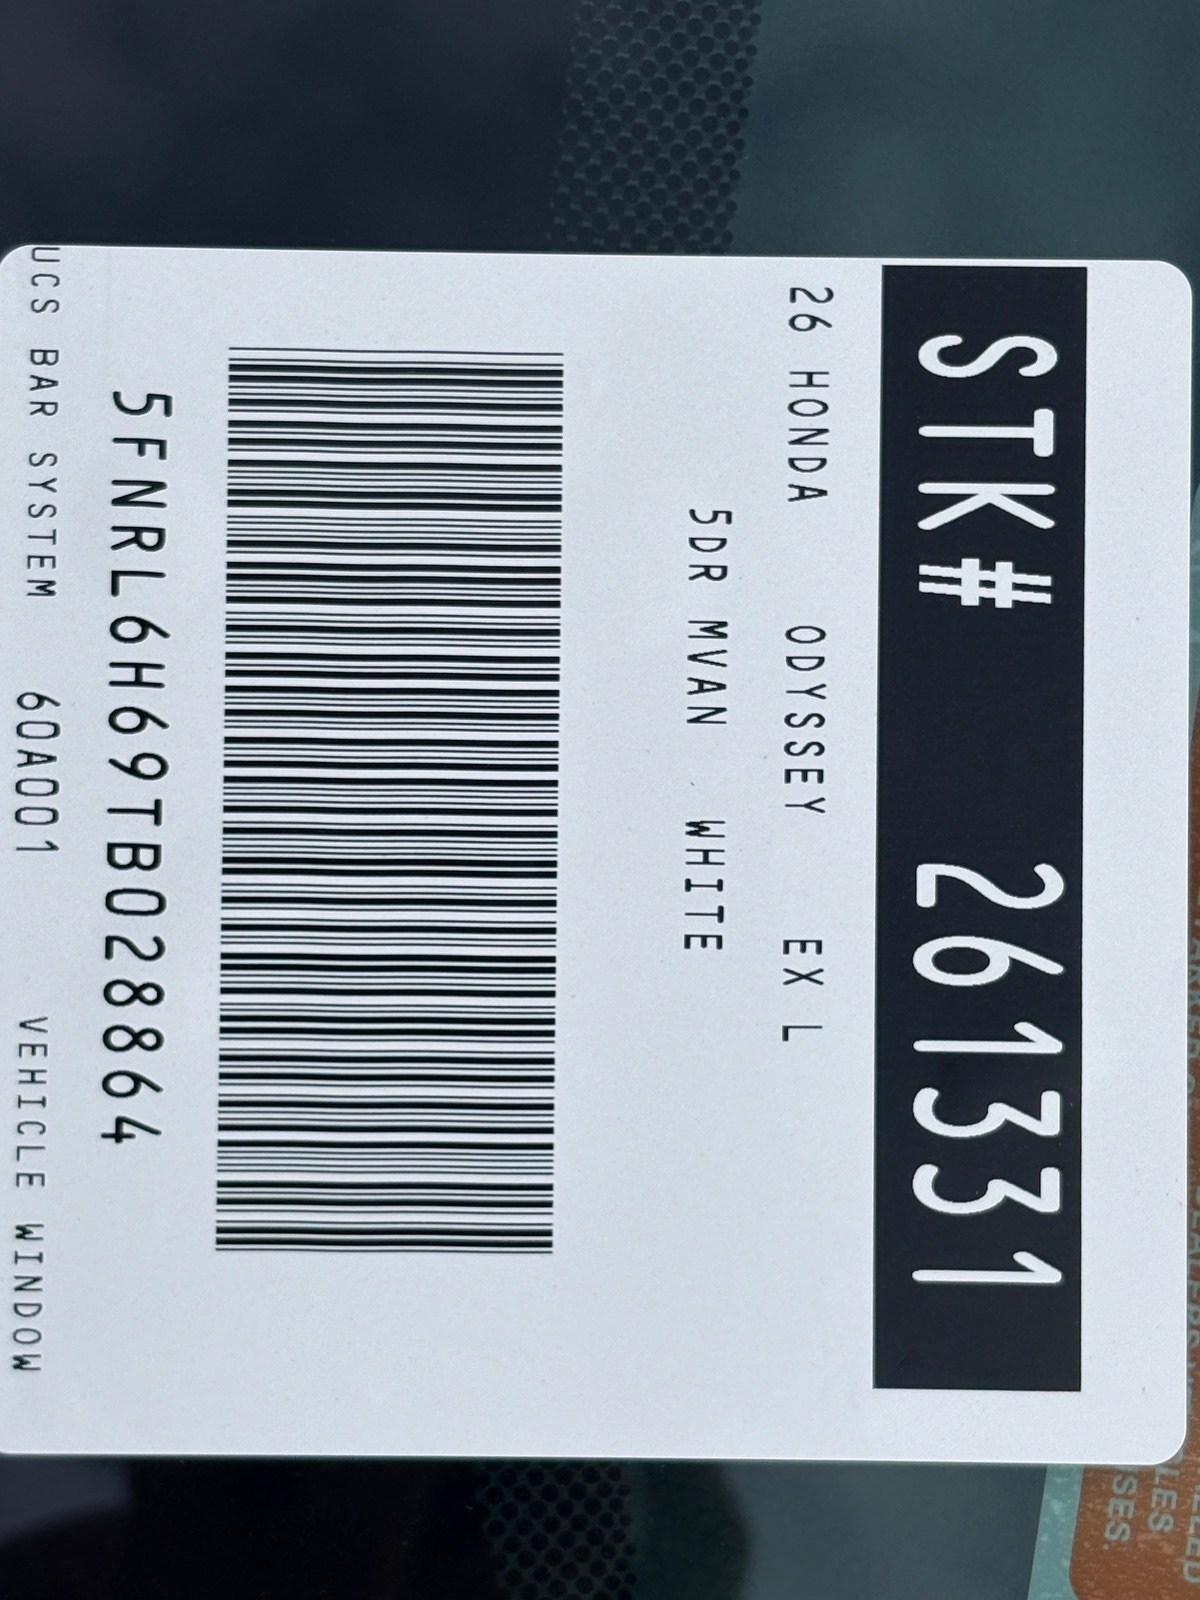 STK# 261331
26 HONDA ODYSSEY EX L
5DR MVAN WHITE
5FNRL6H69TB028864
UCS BAR SYSTEM 60A001 VEHICLE WINDOW